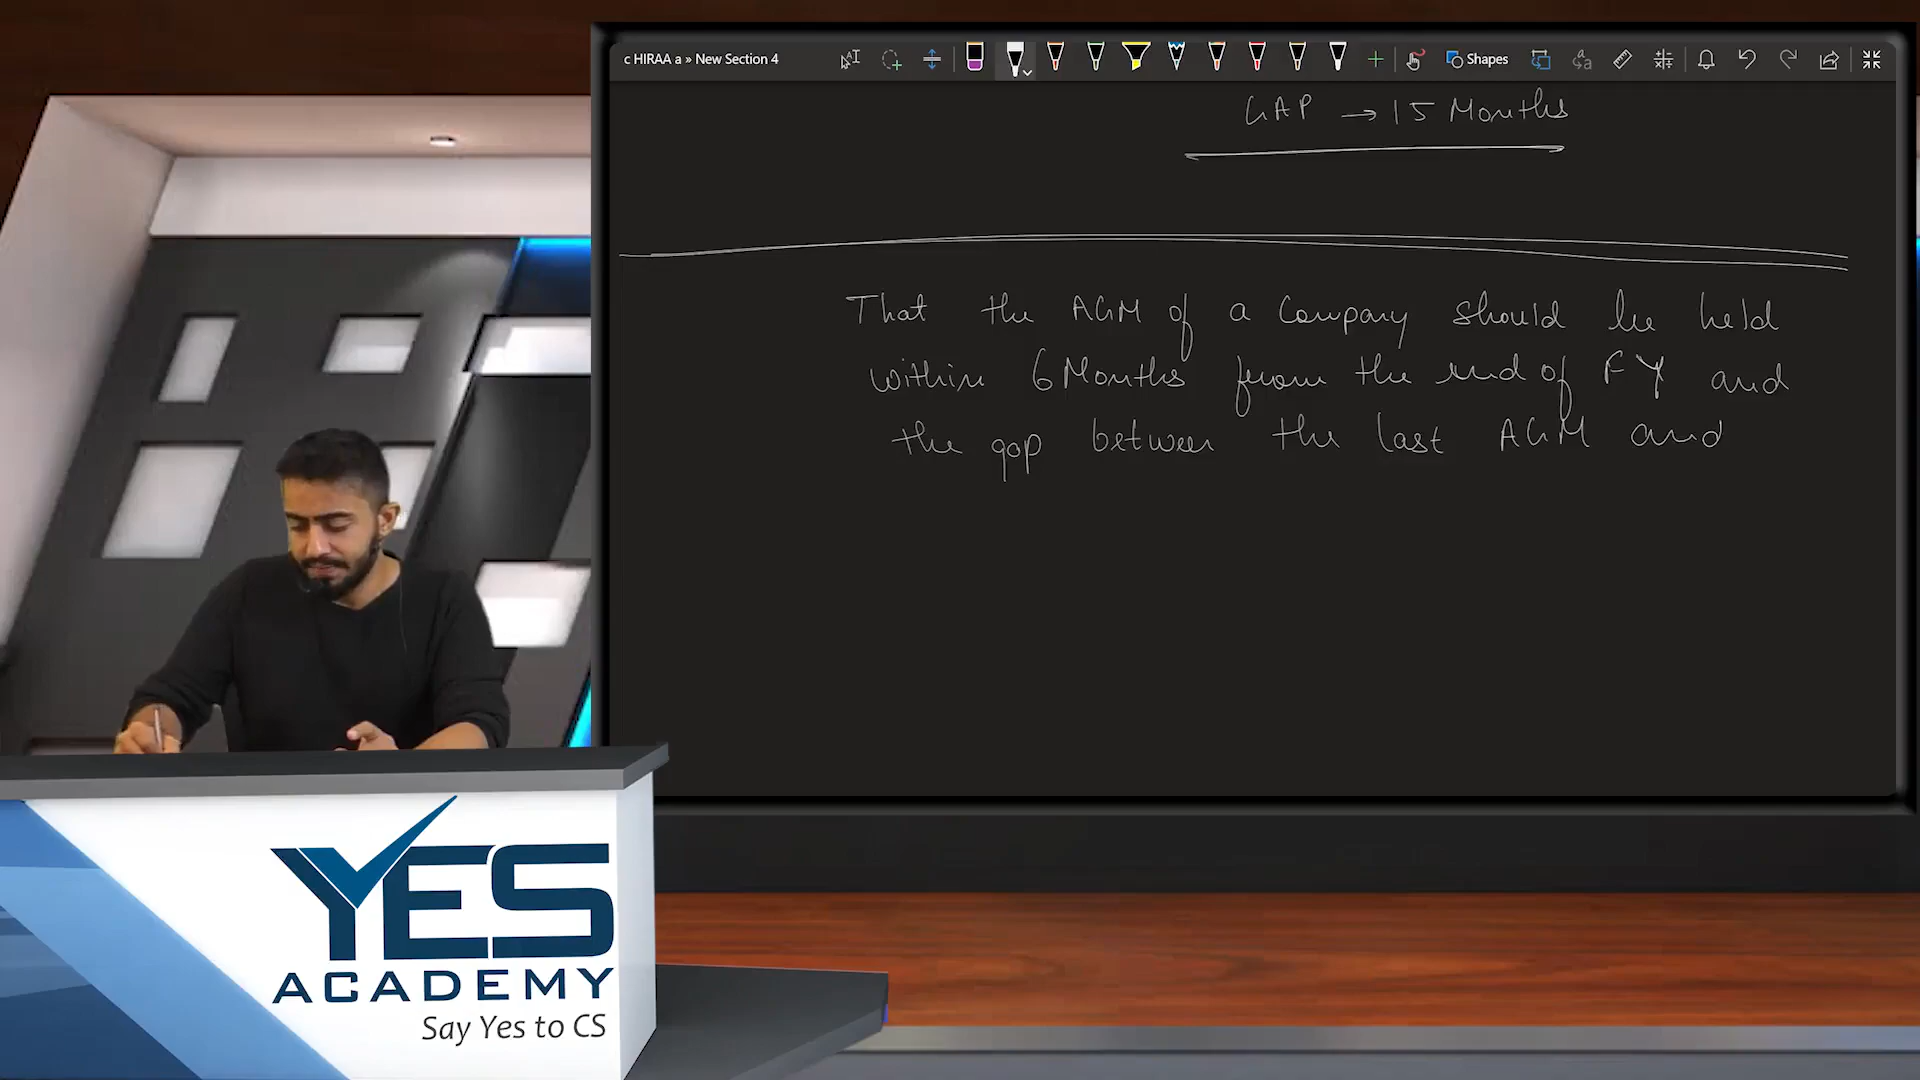 c HIRAA a » New Section 4
Shapes
GAP → 15 Months
That the AGM of a Company should be held
within 6 Months from the end of FY and
the gap between the last AGM and
YES
ACADEMY
Say Yes to CS